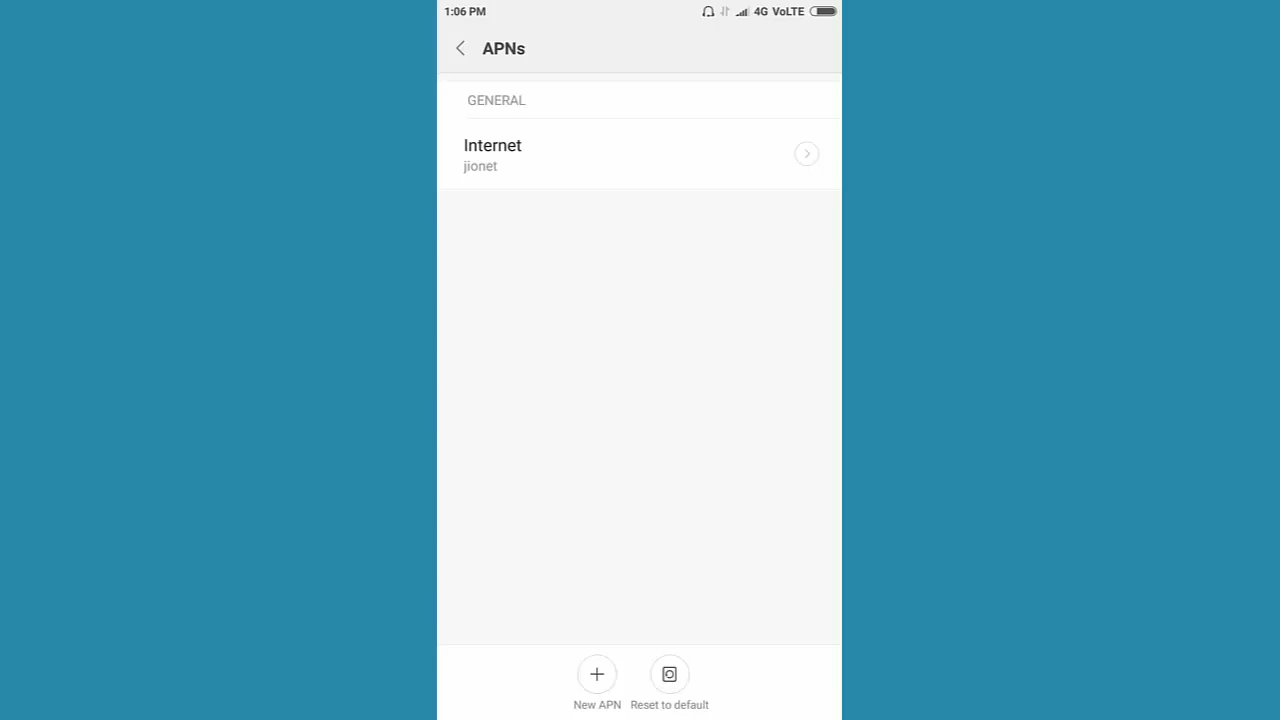 1:06 PM 4G VoLTE
APNs
GENERAL
Internet
jionet
New APN Reset to default